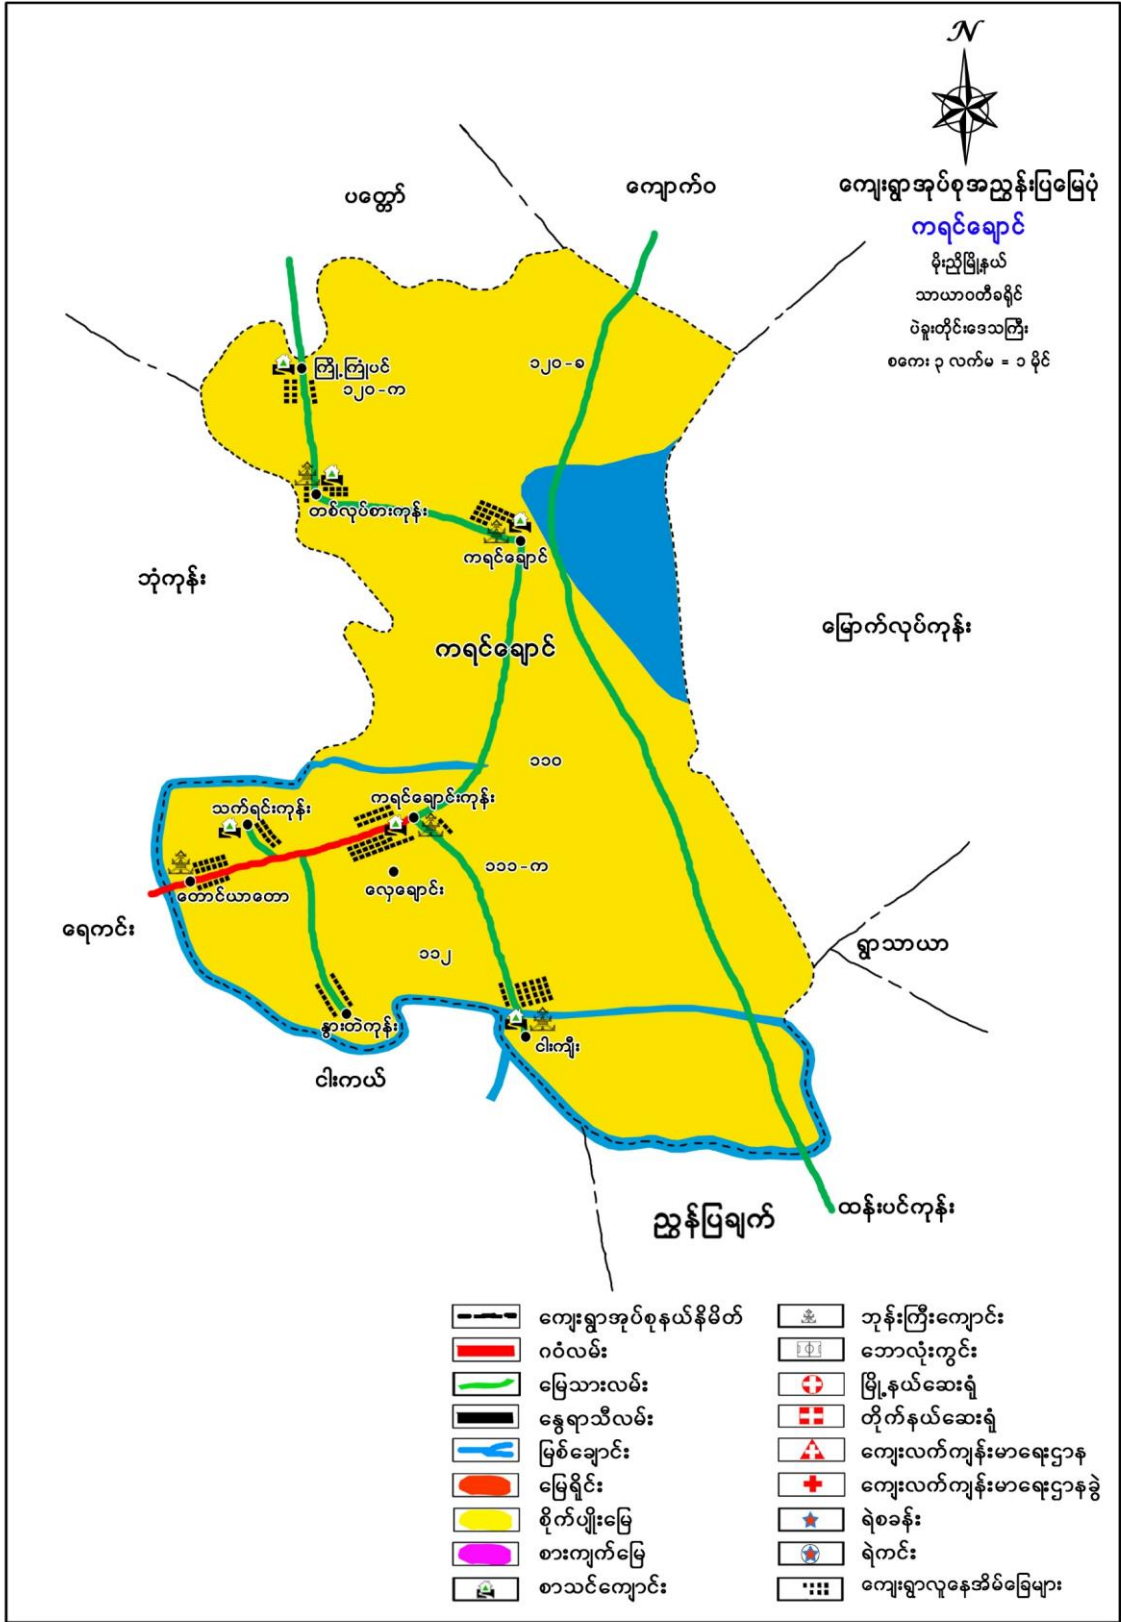 N
ကျေးရွာအုပ်စုအညွှန်းပြမြေပုံ
ကရင်ချောင်
မိုးညိုမြို့နယ်
သာယာဝတီခရိုင်
ပဲခူးတိုင်းဒေသကြီး
စကေး ၃ လက်မ = ၁ မိုင်
ပတ္တော်
ကျောက်ဝ
၁၂၀-ခ
ကြို့ကြုံပင်
၁၂၀-က
တစ်လုပ်စားကုန်း
ကရင်ချောင်
ဘုံကုန်း
မြောက်လုပ်ကုန်း
ကရင်ချောင်
၁၁၀
ကရင်ချောင်းကုန်း
သက်ရင်းကုန်း
၁၁၁-က
လှေချောင်း
တောင်ယာတော
ရေကင်း
ရွာသာယာ
၁၁၂
နွားတဲကုန်း
ငါးကျီး
ငါးကယ်
ညွှန်ပြချက်
ထန်းပင်ကုန်း
ကျေးရွာအုပ်စုနယ်နိမိတ်
ဂဝံလမ်း
မြေသားလမ်း
နွေရာသီလမ်း
မြစ်ချောင်း
မြေရိုင်း
စိုက်ပျိုးမြေ
စားကျက်မြေ
စာသင်ကျောင်း
ဘုန်းကြီးကျောင်း
ဘောလုံးကွင်း
မြို့နယ်ဆေးရုံ
တိုက်နယ်ဆေးရုံ
ကျေးလက်ကျန်းမာရေးဌာန
ကျေးလက်ကျန်းမာရေးဌာနခွဲ
ရဲစခန်း
ရဲကင်း
ကျေးရွာလူနေအိမ်ခြေများ